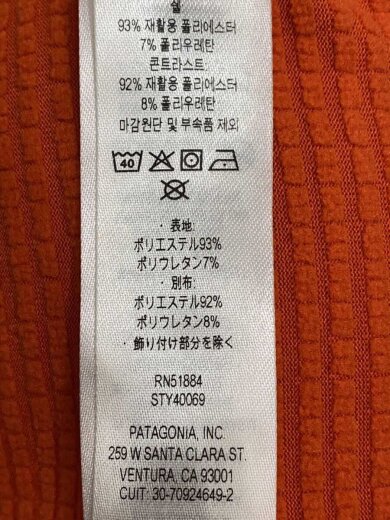 쉘
93% 재활용 폴리에스터
7% 폴리우레탄
콘트라스트
92% 재활용 폴리에스터
8% 폴리우레탄
마감원단 및 부속품 제외
40
・表地:
ポリエステル93%
ポリウレタン7%
・別布:
ポリエステル92%
ポリウレタン8%
・飾り付け部分を除く
RN51884
STY40069
PATAGONIA, INC.
259 W SANTA CLARA ST.
VENTURA, CA 93001
CUIT: 30-70924649-2